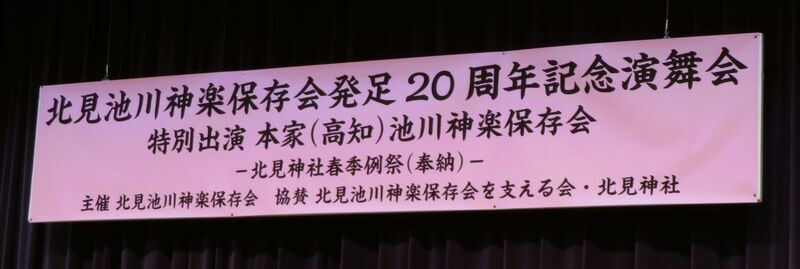 北見池川神楽保存会発足20周年記念演舞会
特別出演 本家(高知)池川神楽保存会
－北見神社春季例祭(奉納)－
主催 北見池川神楽保存会　協賛 北見池川神楽保存会を支える会・北見神社